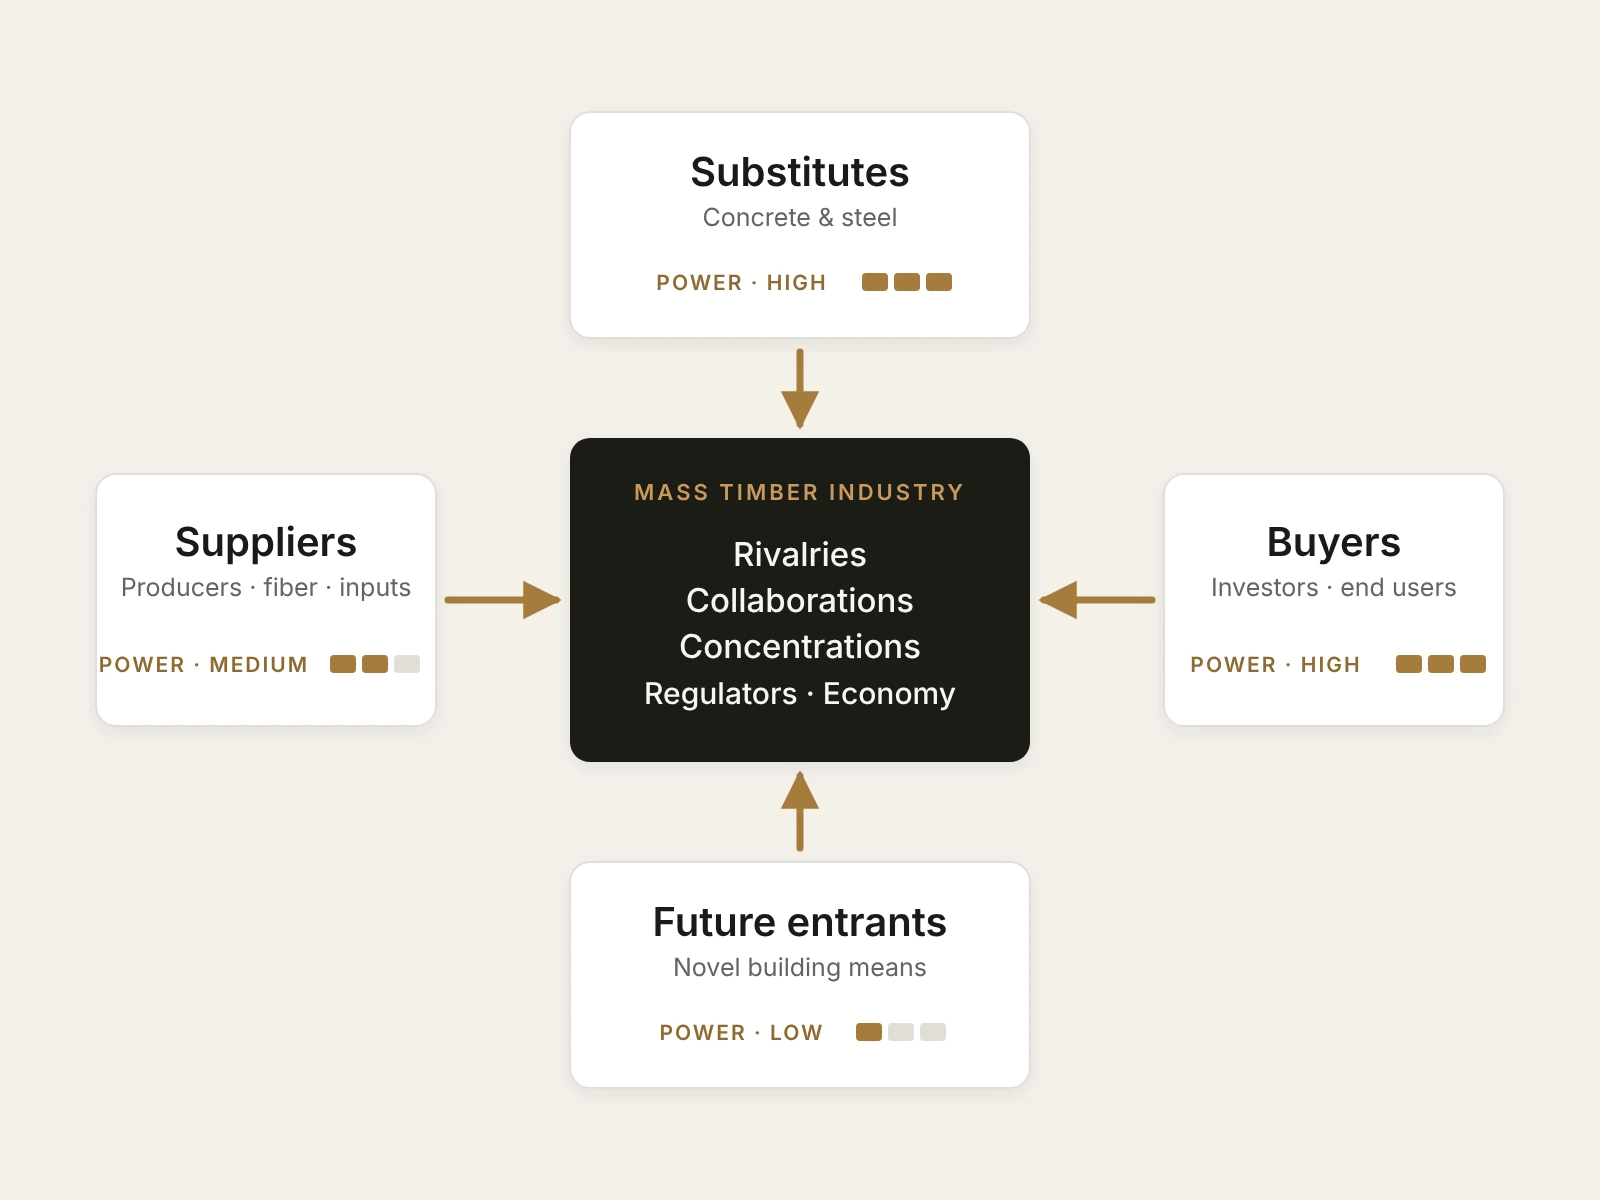 Substitutes
Concrete & steel
POWER · HIGH
MASS TIMBER INDUSTRY
Rivalries
Collaborations
Concentrations
Regulators · Economy
Suppliers
Producers · fiber · inputs
POWER · MEDIUM
Buyers
Investors · end users
POWER · HIGH
Future entrants
Novel building means
POWER · LOW